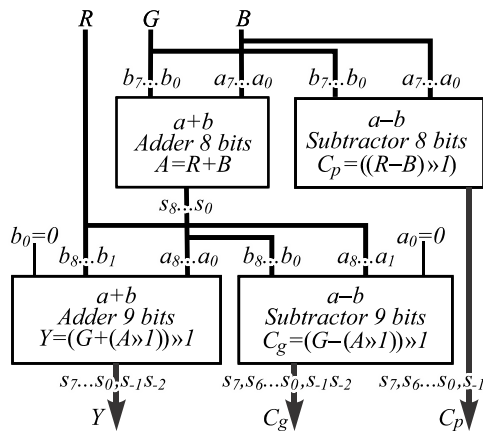 R G B
b7...b0 a7...a0 b7...b0 a7...a0
a+b
Adder 8 bits
A=R+B
a−b
Subtractor 8 bits
Cp=((R−B)»1)
s8...s0
b0=0 b8...b1 a8...a0 b8...b0 a8...a1 a0=0
a+b
Adder 9 bits
Y=(G+(A»1))»1
a−b
Subtractor 9 bits
Cg=(G−(A»1))»1
s7...s0,s-1s-2 s7,s6...s0,s-1s-2 s7,s6...s0,s-1
Y Cg Cp